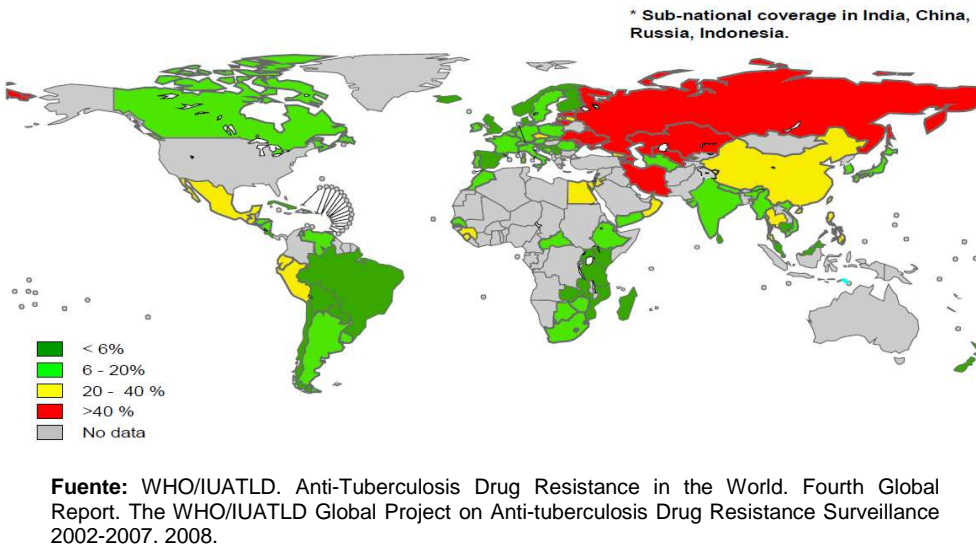 * Sub-national coverage in India, China,
Russia, Indonesia.
< 6%
6 - 20%
20 - 40 %
>40 %
No data
Fuente: WHO/IUATLD. Anti-Tuberculosis Drug Resistance in the World. Fourth Global
Report. The WHO/IUATLD Global Project on Anti-tuberculosis Drug Resistance Surveillance
2002-2007. 2008.